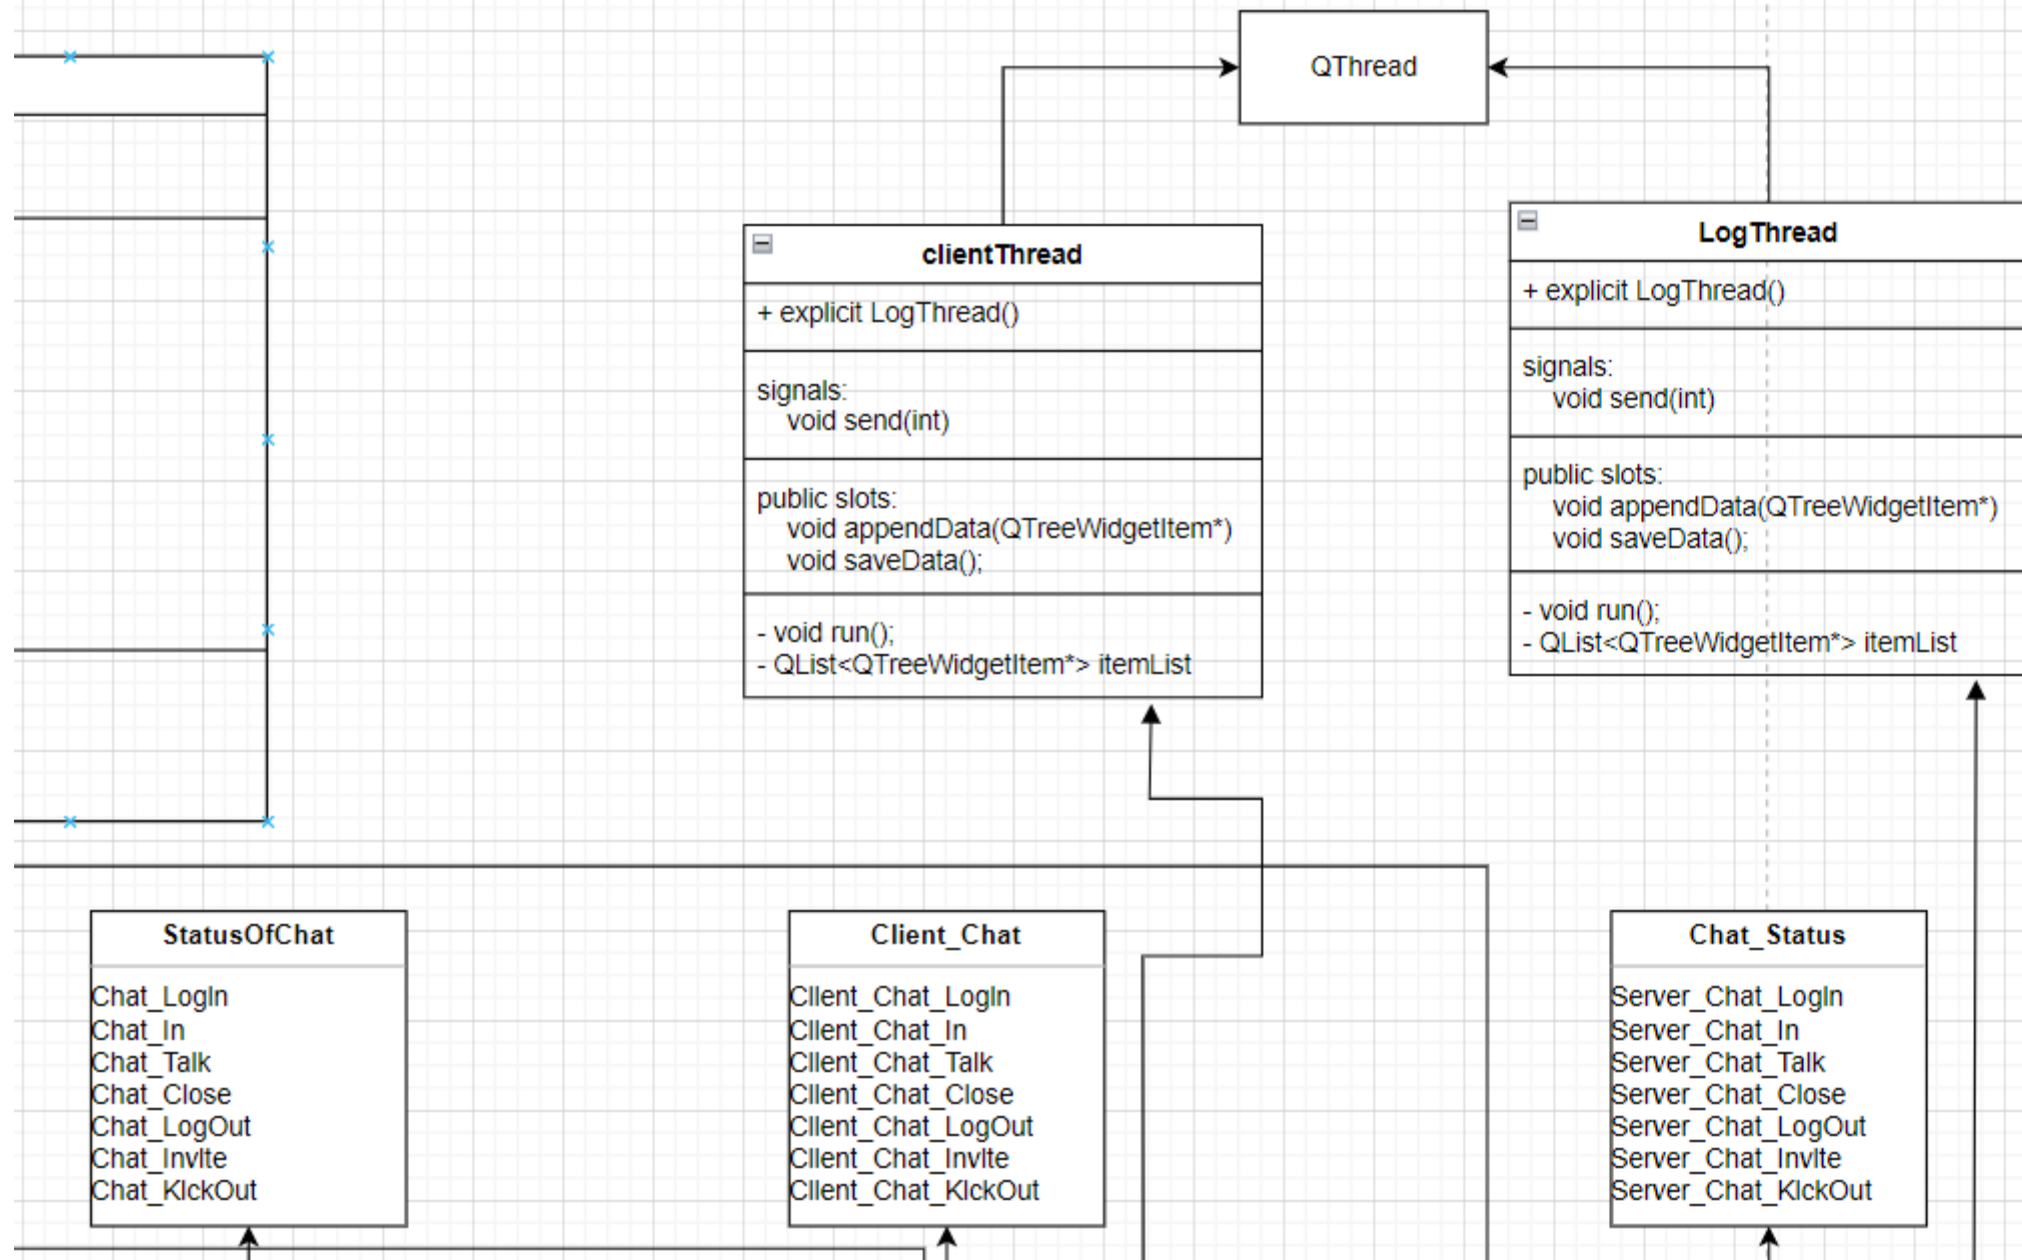 QThread
clientThread
+ explicit LogThread()
signals:
void send(int)
public slots:
void appendData(QTreeWidgetItem*)
void saveData();
- void run();
- QList<QTreeWidgetItem*> itemList
LogThread
+ explicit LogThread()
signals:
void send(int)
public slots:
void appendData(QTreeWidgetItem*)
void saveData();
- void run();
- QList<QTreeWidgetItem*> itemList
StatusOfChat
Chat_LogIn
Chat_In
Chat_Talk
Chat_Close
Chat_LogOut
Chat_Invite
Chat_KickOut
Client_Chat
Client_Chat_LogIn
Client_Chat_In
Client_Chat_Talk
Client_Chat_Close
Client_Chat_LogOut
Client_Chat_Invite
Client_Chat_KickOut
Chat_Status
Server_Chat_LogIn
Server_Chat_In
Server_Chat_Talk
Server_Chat_Close
Server_Chat_LogOut
Server_Chat_Invite
Server_Chat_KickOut